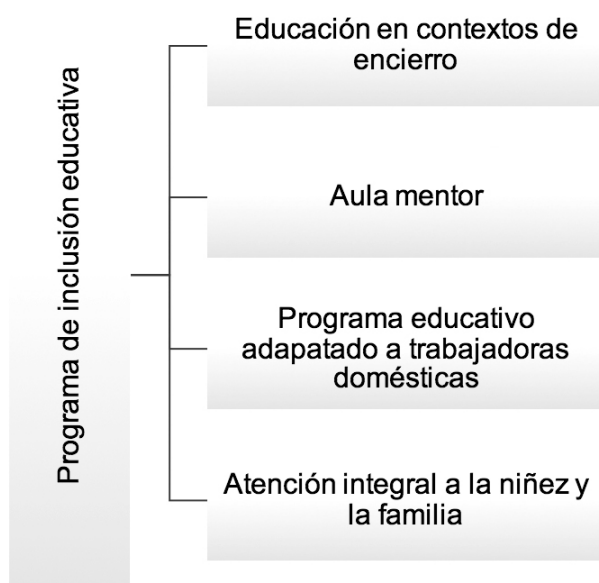 Programa de inclusión educativa
Educación en contextos de
encierro
Aula mentor
Programa educativo
adapatado a trabajadoras
domésticas
Atención integral a la niñez y
la familia